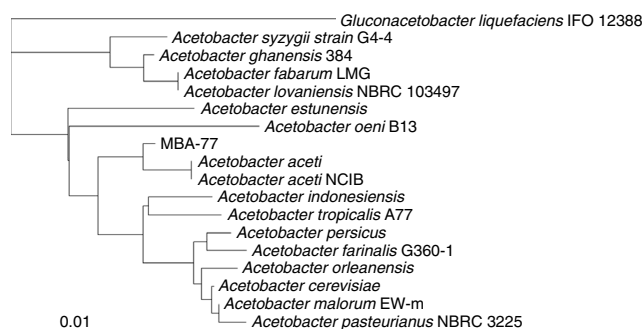 Gluconacetobacter liquefaciens IFO 12388
Acetobacter syzygii strain G4-4
Acetobacter ghanensis 384
Acetobacter fabarum LMG
Acetobacter lovaniensis NBRC 103497
Acetobacter estunensis
Acetobacter oeni B13
MBA-77
Acetobacter aceti
Acetobacter aceti NCIB
Acetobacter indonesiensis
Acetobacter tropicalis A77
Acetobacter persicus
Acetobacter farinalis G360-1
Acetobacter orleanensis
Acetobacter cerevisiae
Acetobacter malorum EW-m
Acetobacter pasteurianus NBRC 3225
0.01